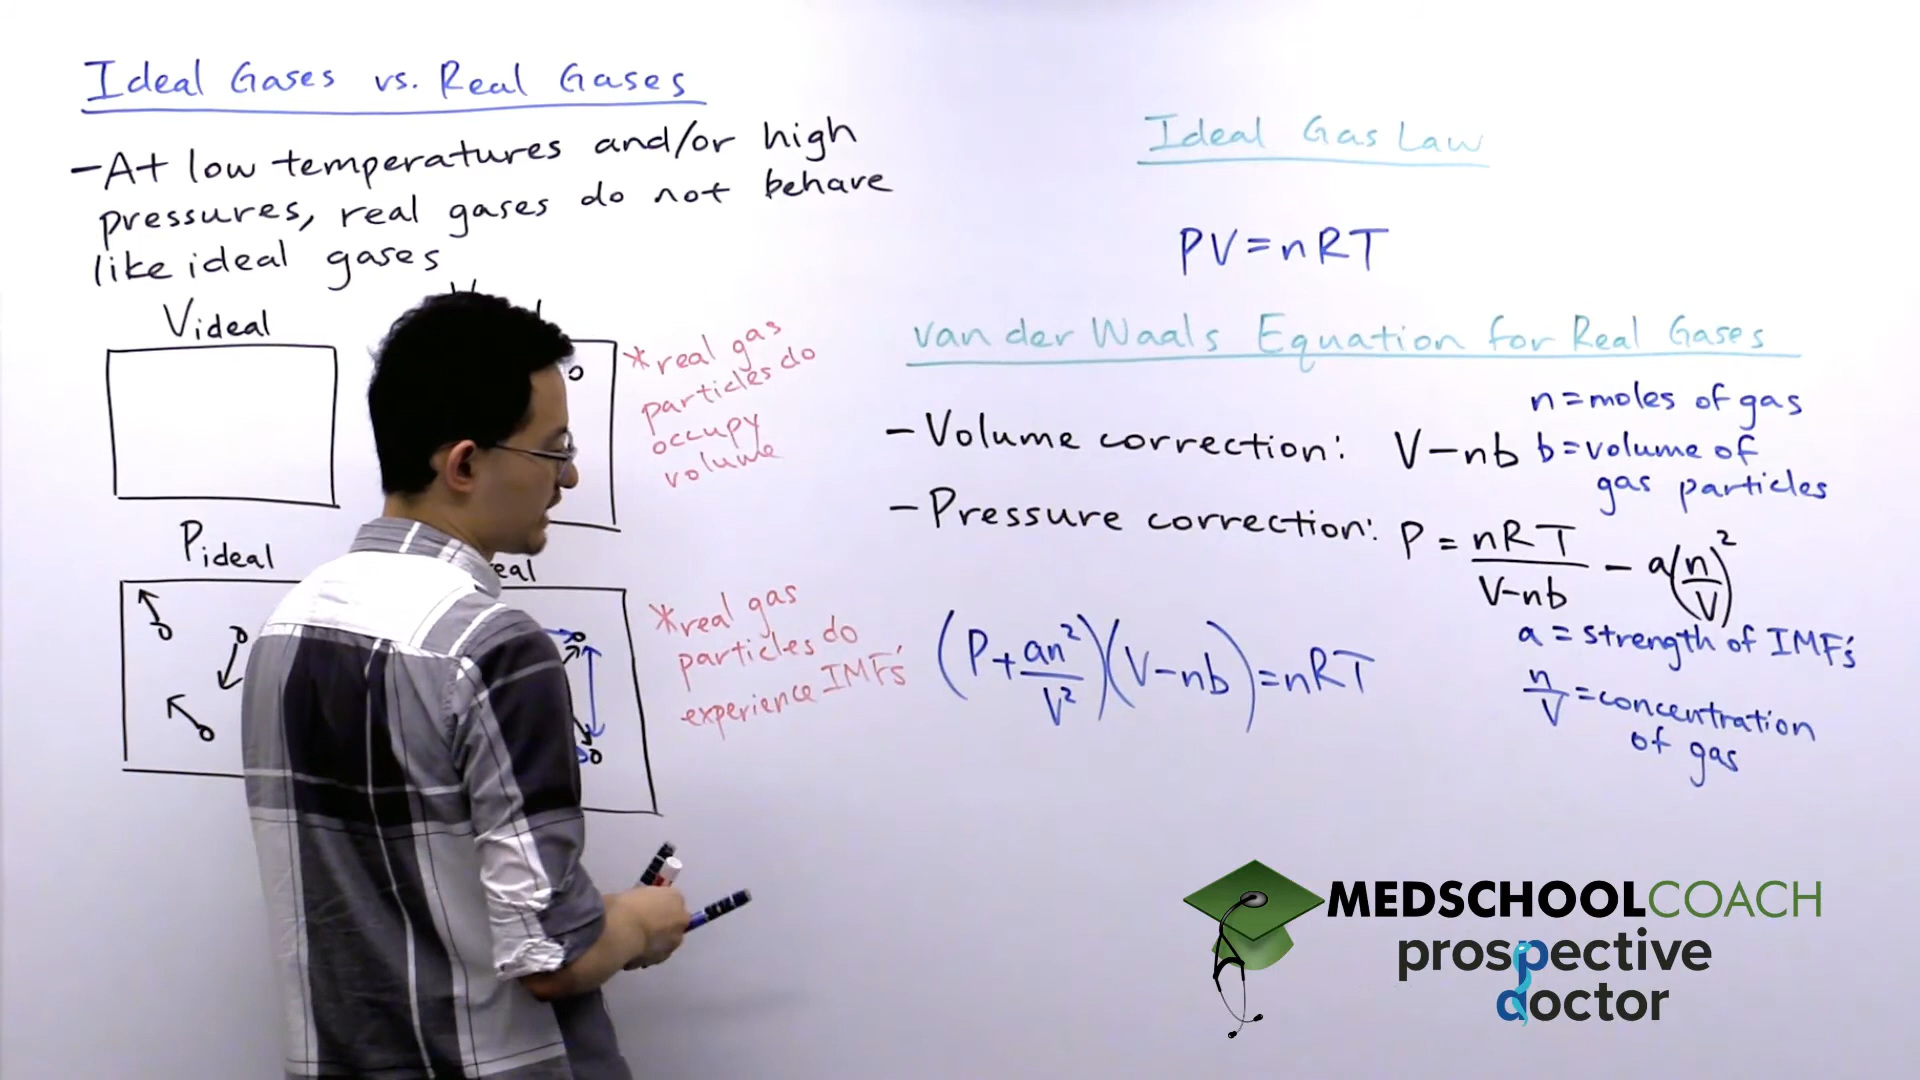 Ideal Gases vs. Real Gases
-At low temperatures and/or high
pressures, real gases do not behave
like ideal gases
Videal
*real gas
particles do
occupy
volume
Pideal
eal
*real gas
particles do
experience IMF's
Ideal Gas Law
PV=nRT
van der Waals Equation for Real Gases
n=moles of gas
-Volume correction: V-nb
b=volume of
gas particles
-Pressure correction: P = nRT/(V-nb) - a(n/V)²
a = strength of IMF's
n/V = concentration
of gas
(P+an²/V²)(V-nb)=nRT
MEDSCHOOLCOACH
prospective
doctor